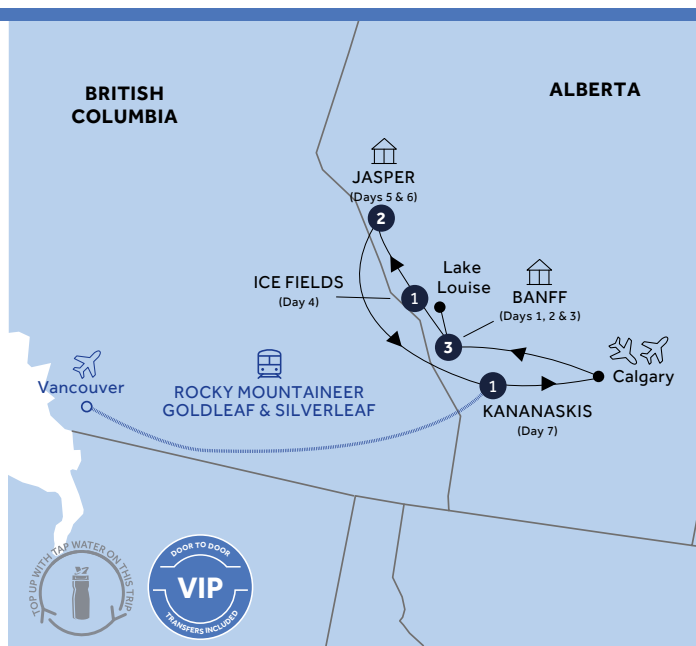 BRITISH
COLUMBIA
ALBERTA
JASPER
(Days 5 & 6)
2
ICE FIELDS
(Day 4)
1
Lake
Louise
BANFF
(Days 1, 2 & 3)
3
Calgary
Vancouver
ROCKY MOUNTAINEER
GOLDLEAF & SILVERLEAF
1
KANANASKIS
(Day 7)
TOP UP WITH TAP WATER ON THIS TRIP
DOOR TO DOOR
VIP
TRANSFERS INCLUDED